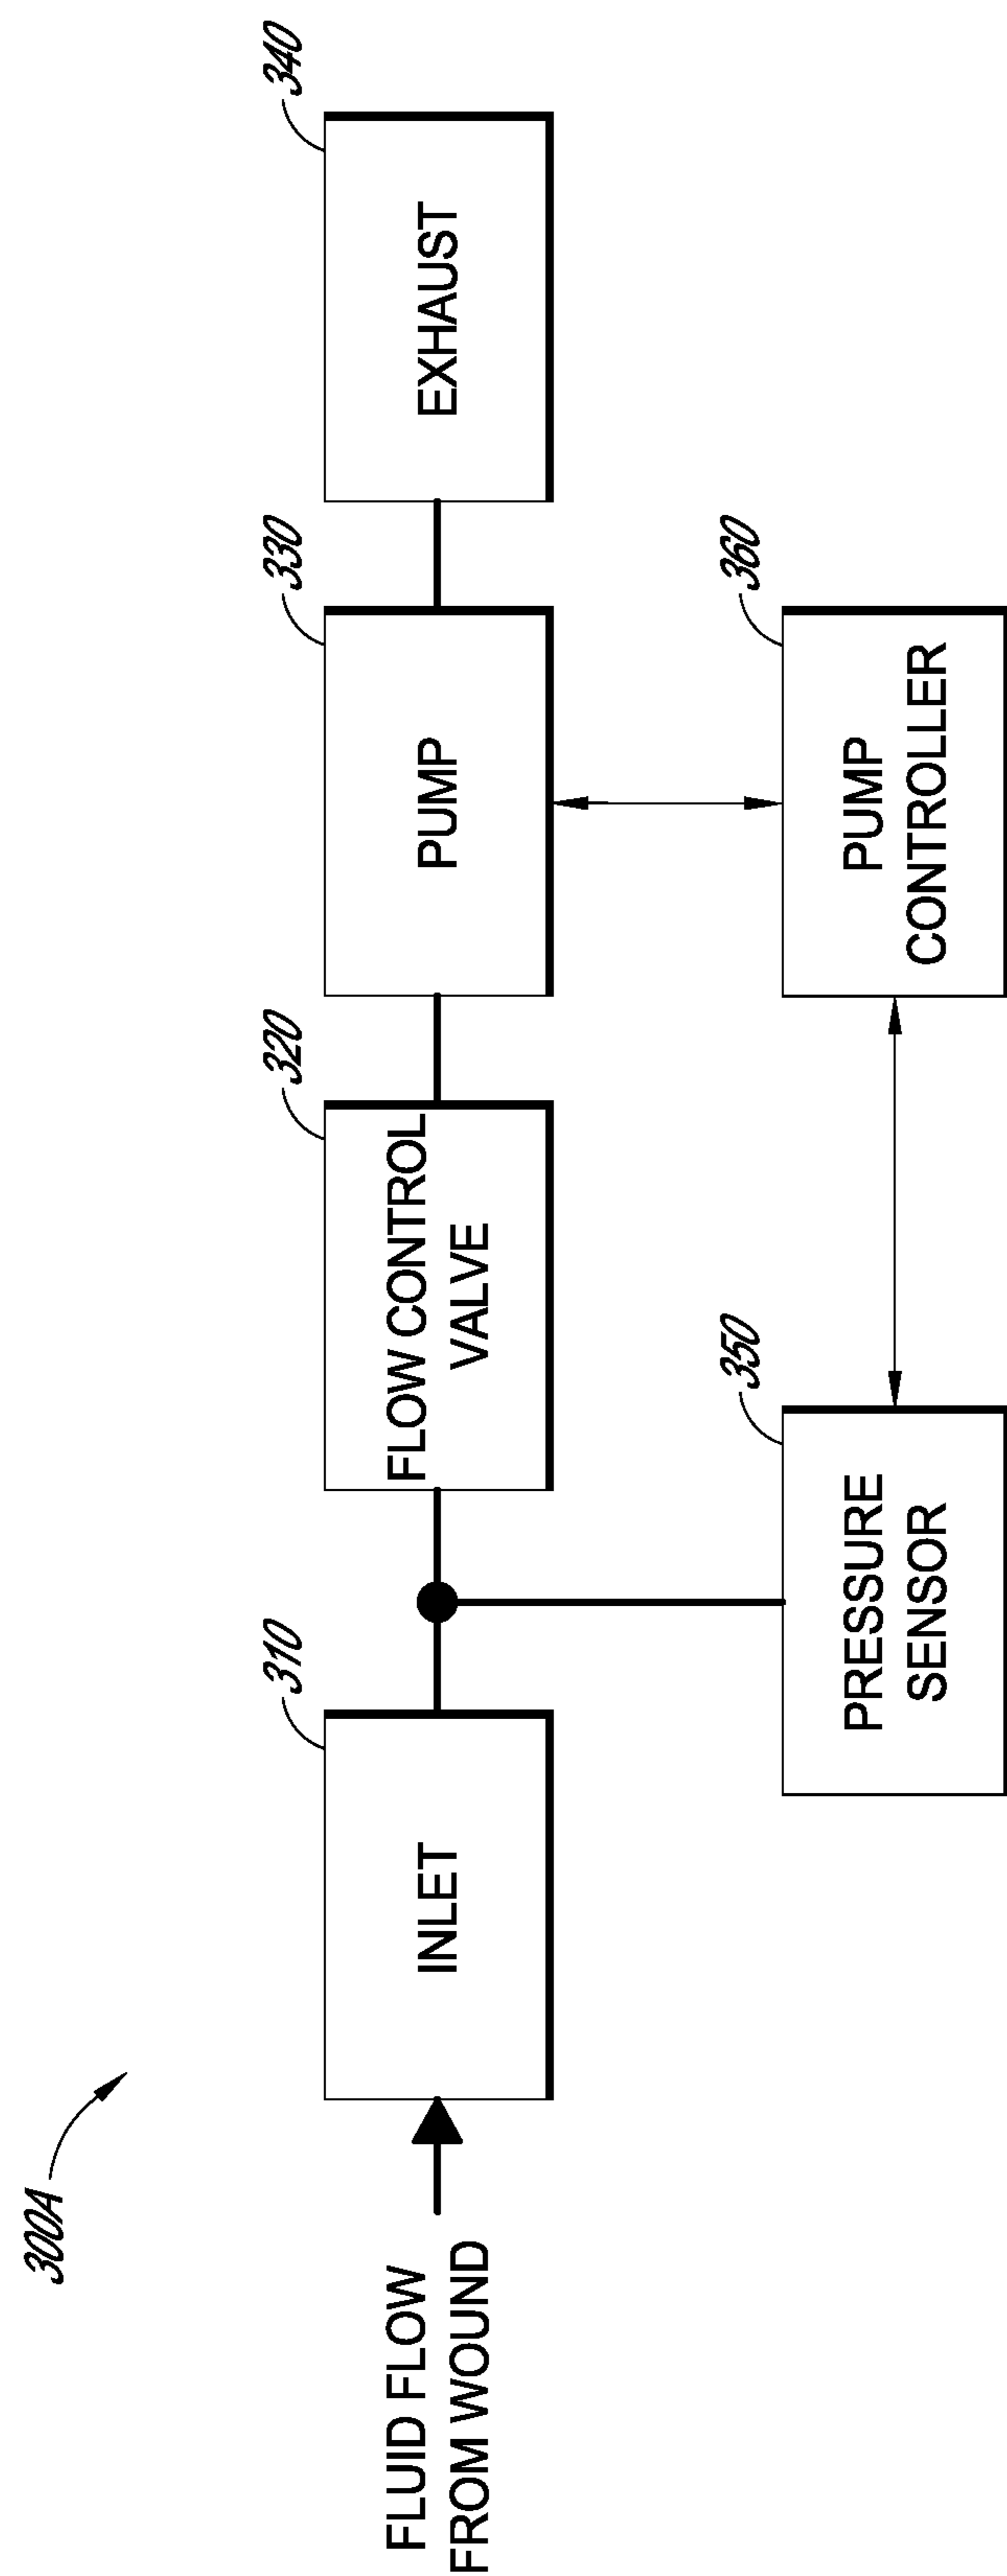 300A
FLUID FLOW
FROM WOUND
310
INLET
320
FLOW CONTROL
VALVE
330
PUMP
340
EXHAUST
350
PRESSURE
SENSOR
360
PUMP
CONTROLLER